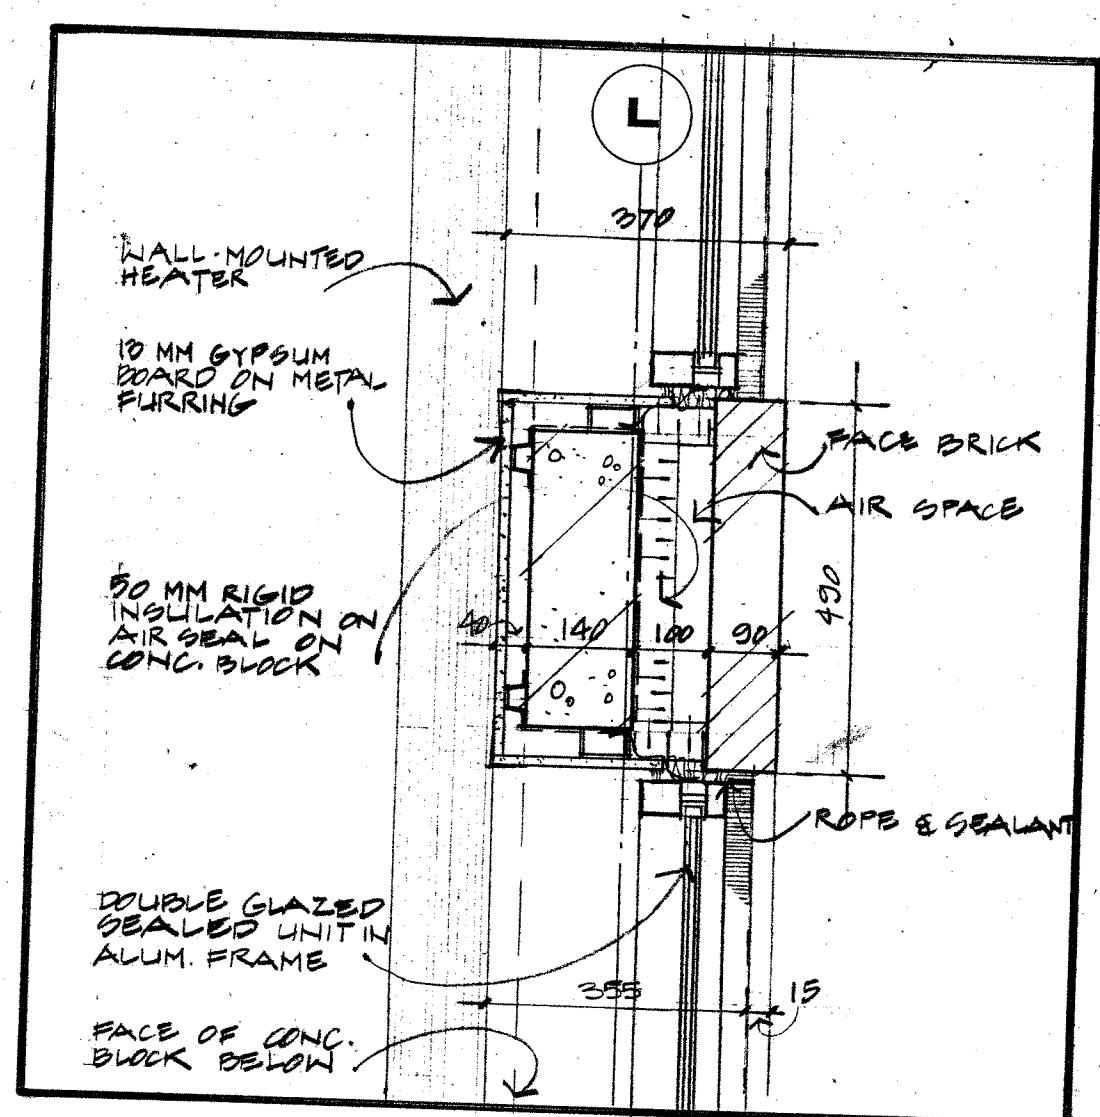 L
370
WALL-MOUNTED
HEATER
13 MM GYPSUM
BOARD ON METAL
FURRING
FACE BRICK
AIR SPACE
50 MM RIGID
INSULATION ON
AIR SEAL ON
CONC. BLOCK
40
140
100
90
490
ROPE & SEALANT
DOUBLE GLAZED
SEALED UNIT IN
ALUM. FRAME
355
15
FACE OF CONC.
BLOCK BELOW